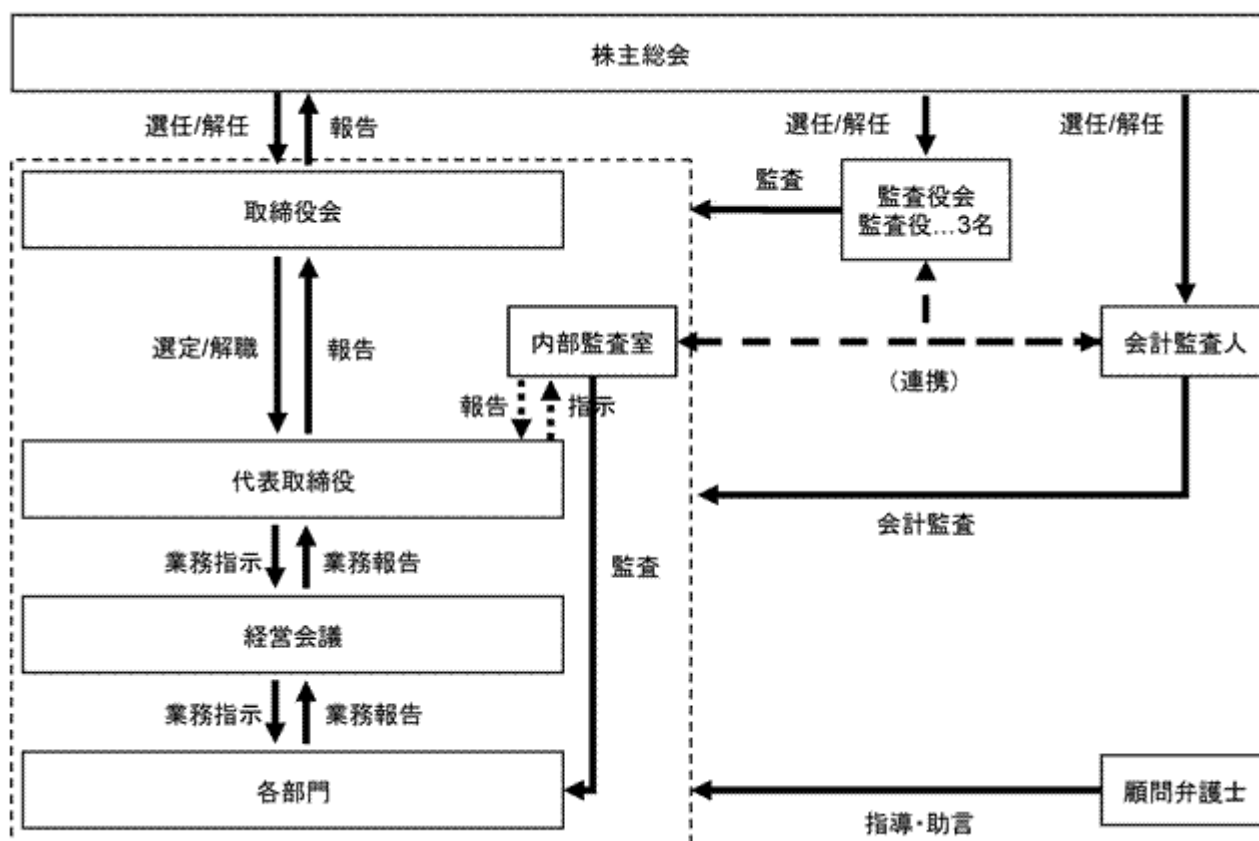 株主総会
選任/解任
報告
選任/解任
選任/解任
取締役会
監査
監査役会
監査役…3名
選定/解職
報告
内部監査室
会計監査人
（連携）
報告
指示
代表取締役
会計監査
業務指示
業務報告
監査
経営会議
業務指示
業務報告
各部門
顧問弁護士
指導・助言